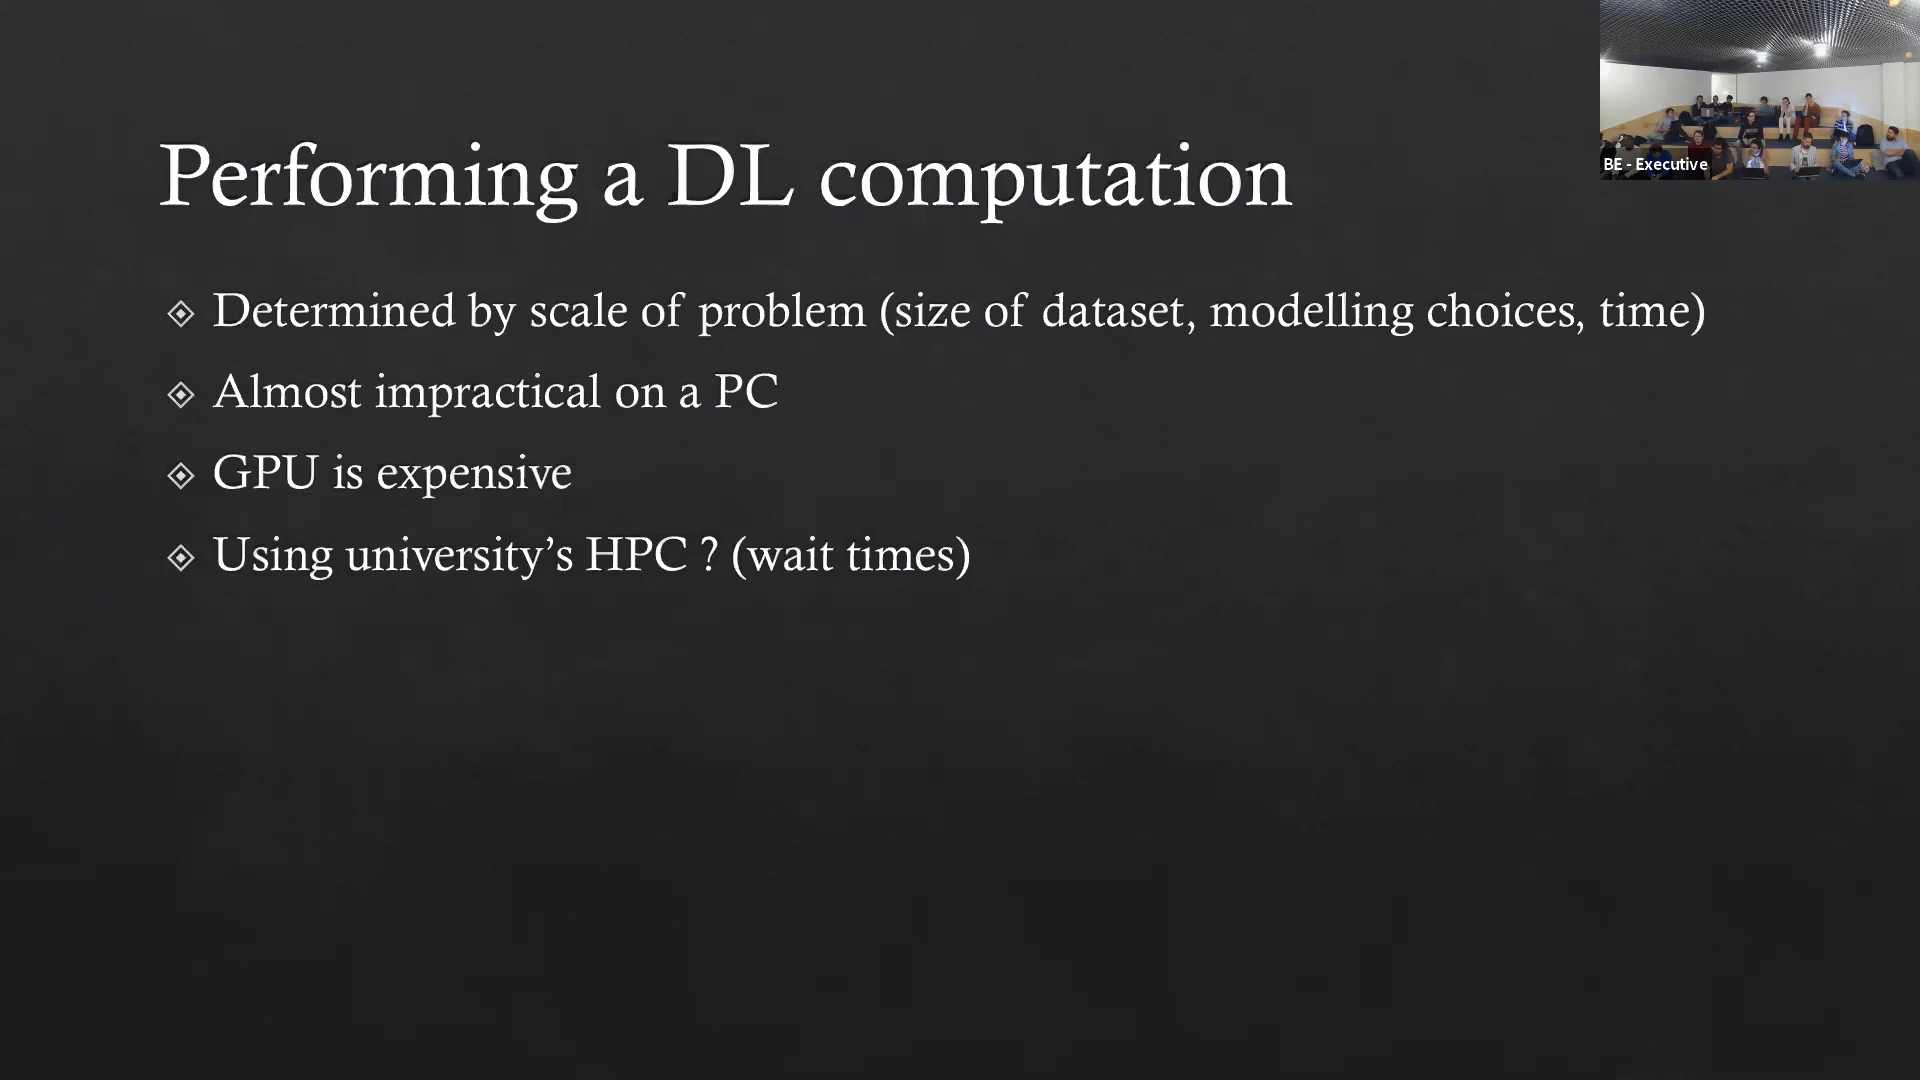 BE - Executive
Performing a DL computation
Determined by scale of problem (size of dataset, modelling choices, time)
Almost impractical on a PC
GPU is expensive
Using university’s HPC ? (wait times)